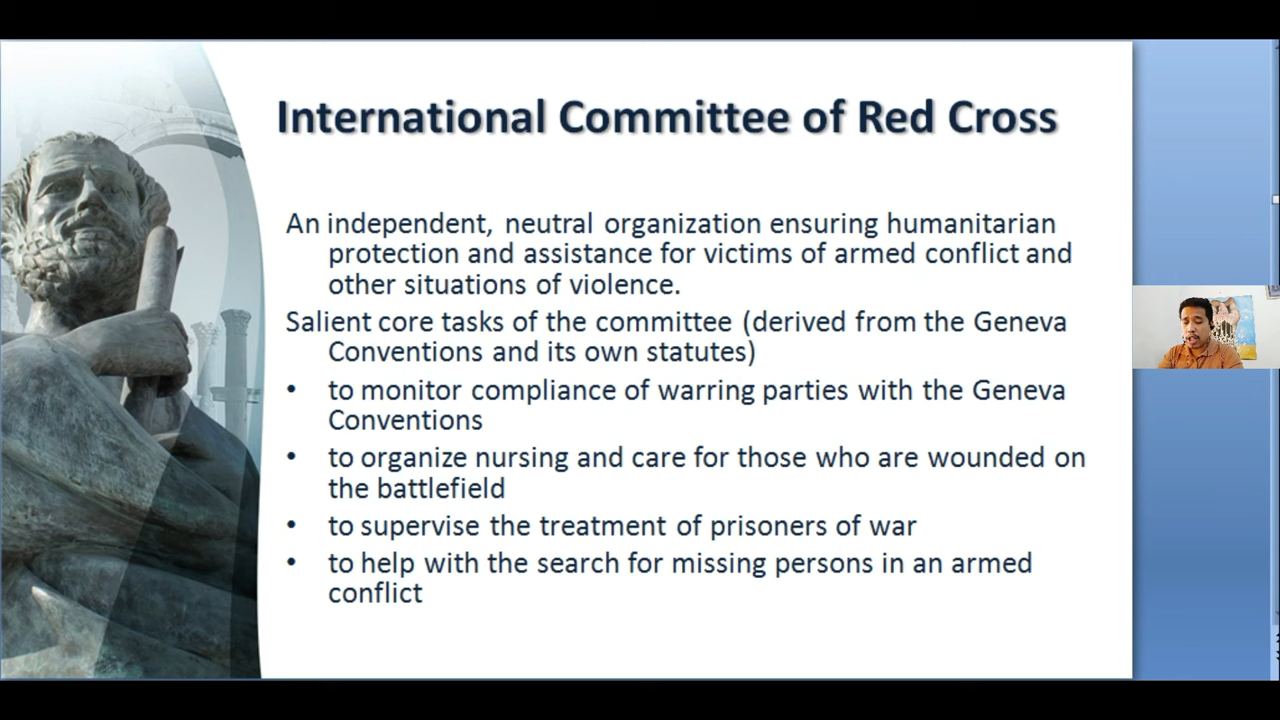 International Committee of Red Cross
An independent, neutral organization ensuring humanitarian
protection and assistance for victims of armed conflict and
other situations of violence.
Salient core tasks of the committee (derived from the Geneva
Conventions and its own statutes)
• to monitor compliance of warring parties with the Geneva
Conventions
• to organize nursing and care for those who are wounded on
the battlefield
• to supervise the treatment of prisoners of war
• to help with the search for missing persons in an armed
conflict